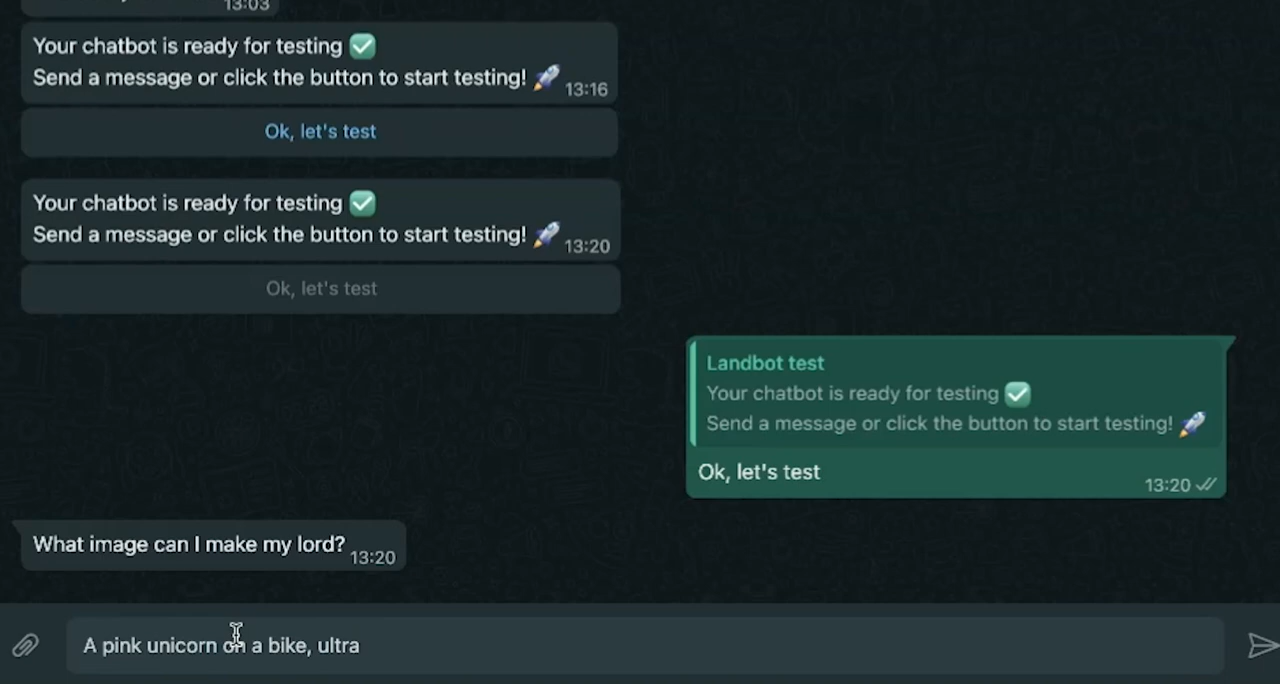 13:03
Your chatbot is ready for testing ✅
Send a message or click the button to start testing! 🚀 13:16
Ok, let's test
Your chatbot is ready for testing ✅
Send a message or click the button to start testing! 🚀 13:20
Ok, let's test
Landbot test
Your chatbot is ready for testing ✅
Send a message or click the button to start testing! 🚀
Ok, let's test
13:20
What image can I make my lord? 13:20
A pink unicorn on a bike, ultra